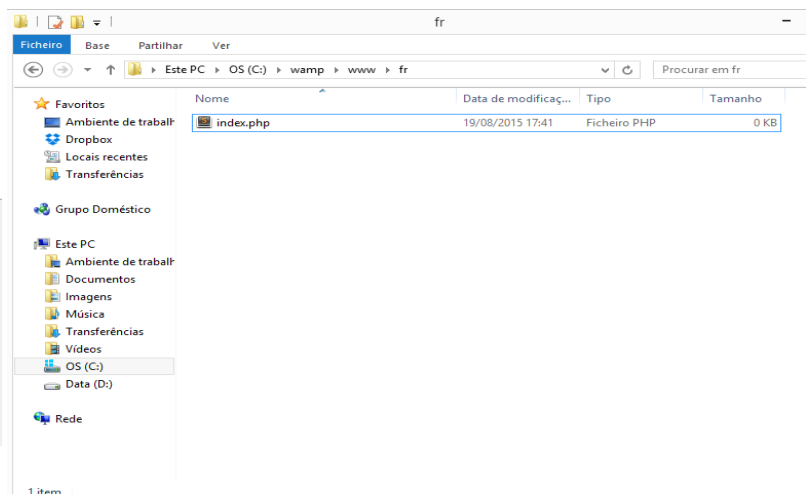 fr
Ficheiro Base Partilhar Ver
Este PC OS (C:) wamp www fr Procurar em fr
Favoritos
Ambiente de trabalh
Dropbox
Locais recentes
Transferências
Grupo Doméstico
Este PC
Ambiente de trabalh
Documentos
Imagens
Música
Transferências
Vídeos
OS (C:)
Data (D:)
Rede
Nome Data de modificaç... Tipo Tamanho
index.php 19/08/2015 17:41 Ficheiro PHP 0 KB
1 item